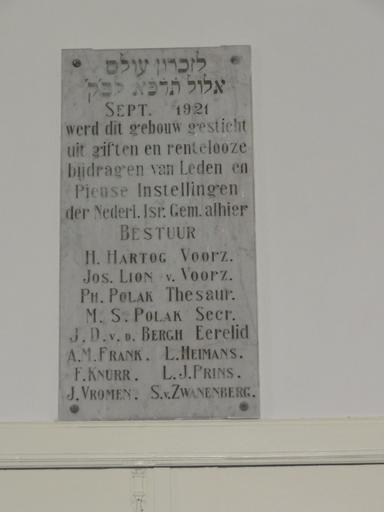 לזכרון עולם
אלול תרפא לב״ק
SEPT. 1921
werd dit gebouw gesticht
uit giften en rentelooze
bijdragen van Leden en
Pieuse Instellingen
der Nederl. Isr. Gem. alhier
BESTUUR
H. HARTOG VOORZ.
JOS. LION v. VOORZ.
PH. POLAK Thesaur.
M. S. POLAK Secr.
J. D. v. D. BERGH Eerelid
A. M. FRANK. L. HEIMANS.
F. KNURR. L. J. PRINS.
J. VROMEN. S. v. ZWANENBERG.